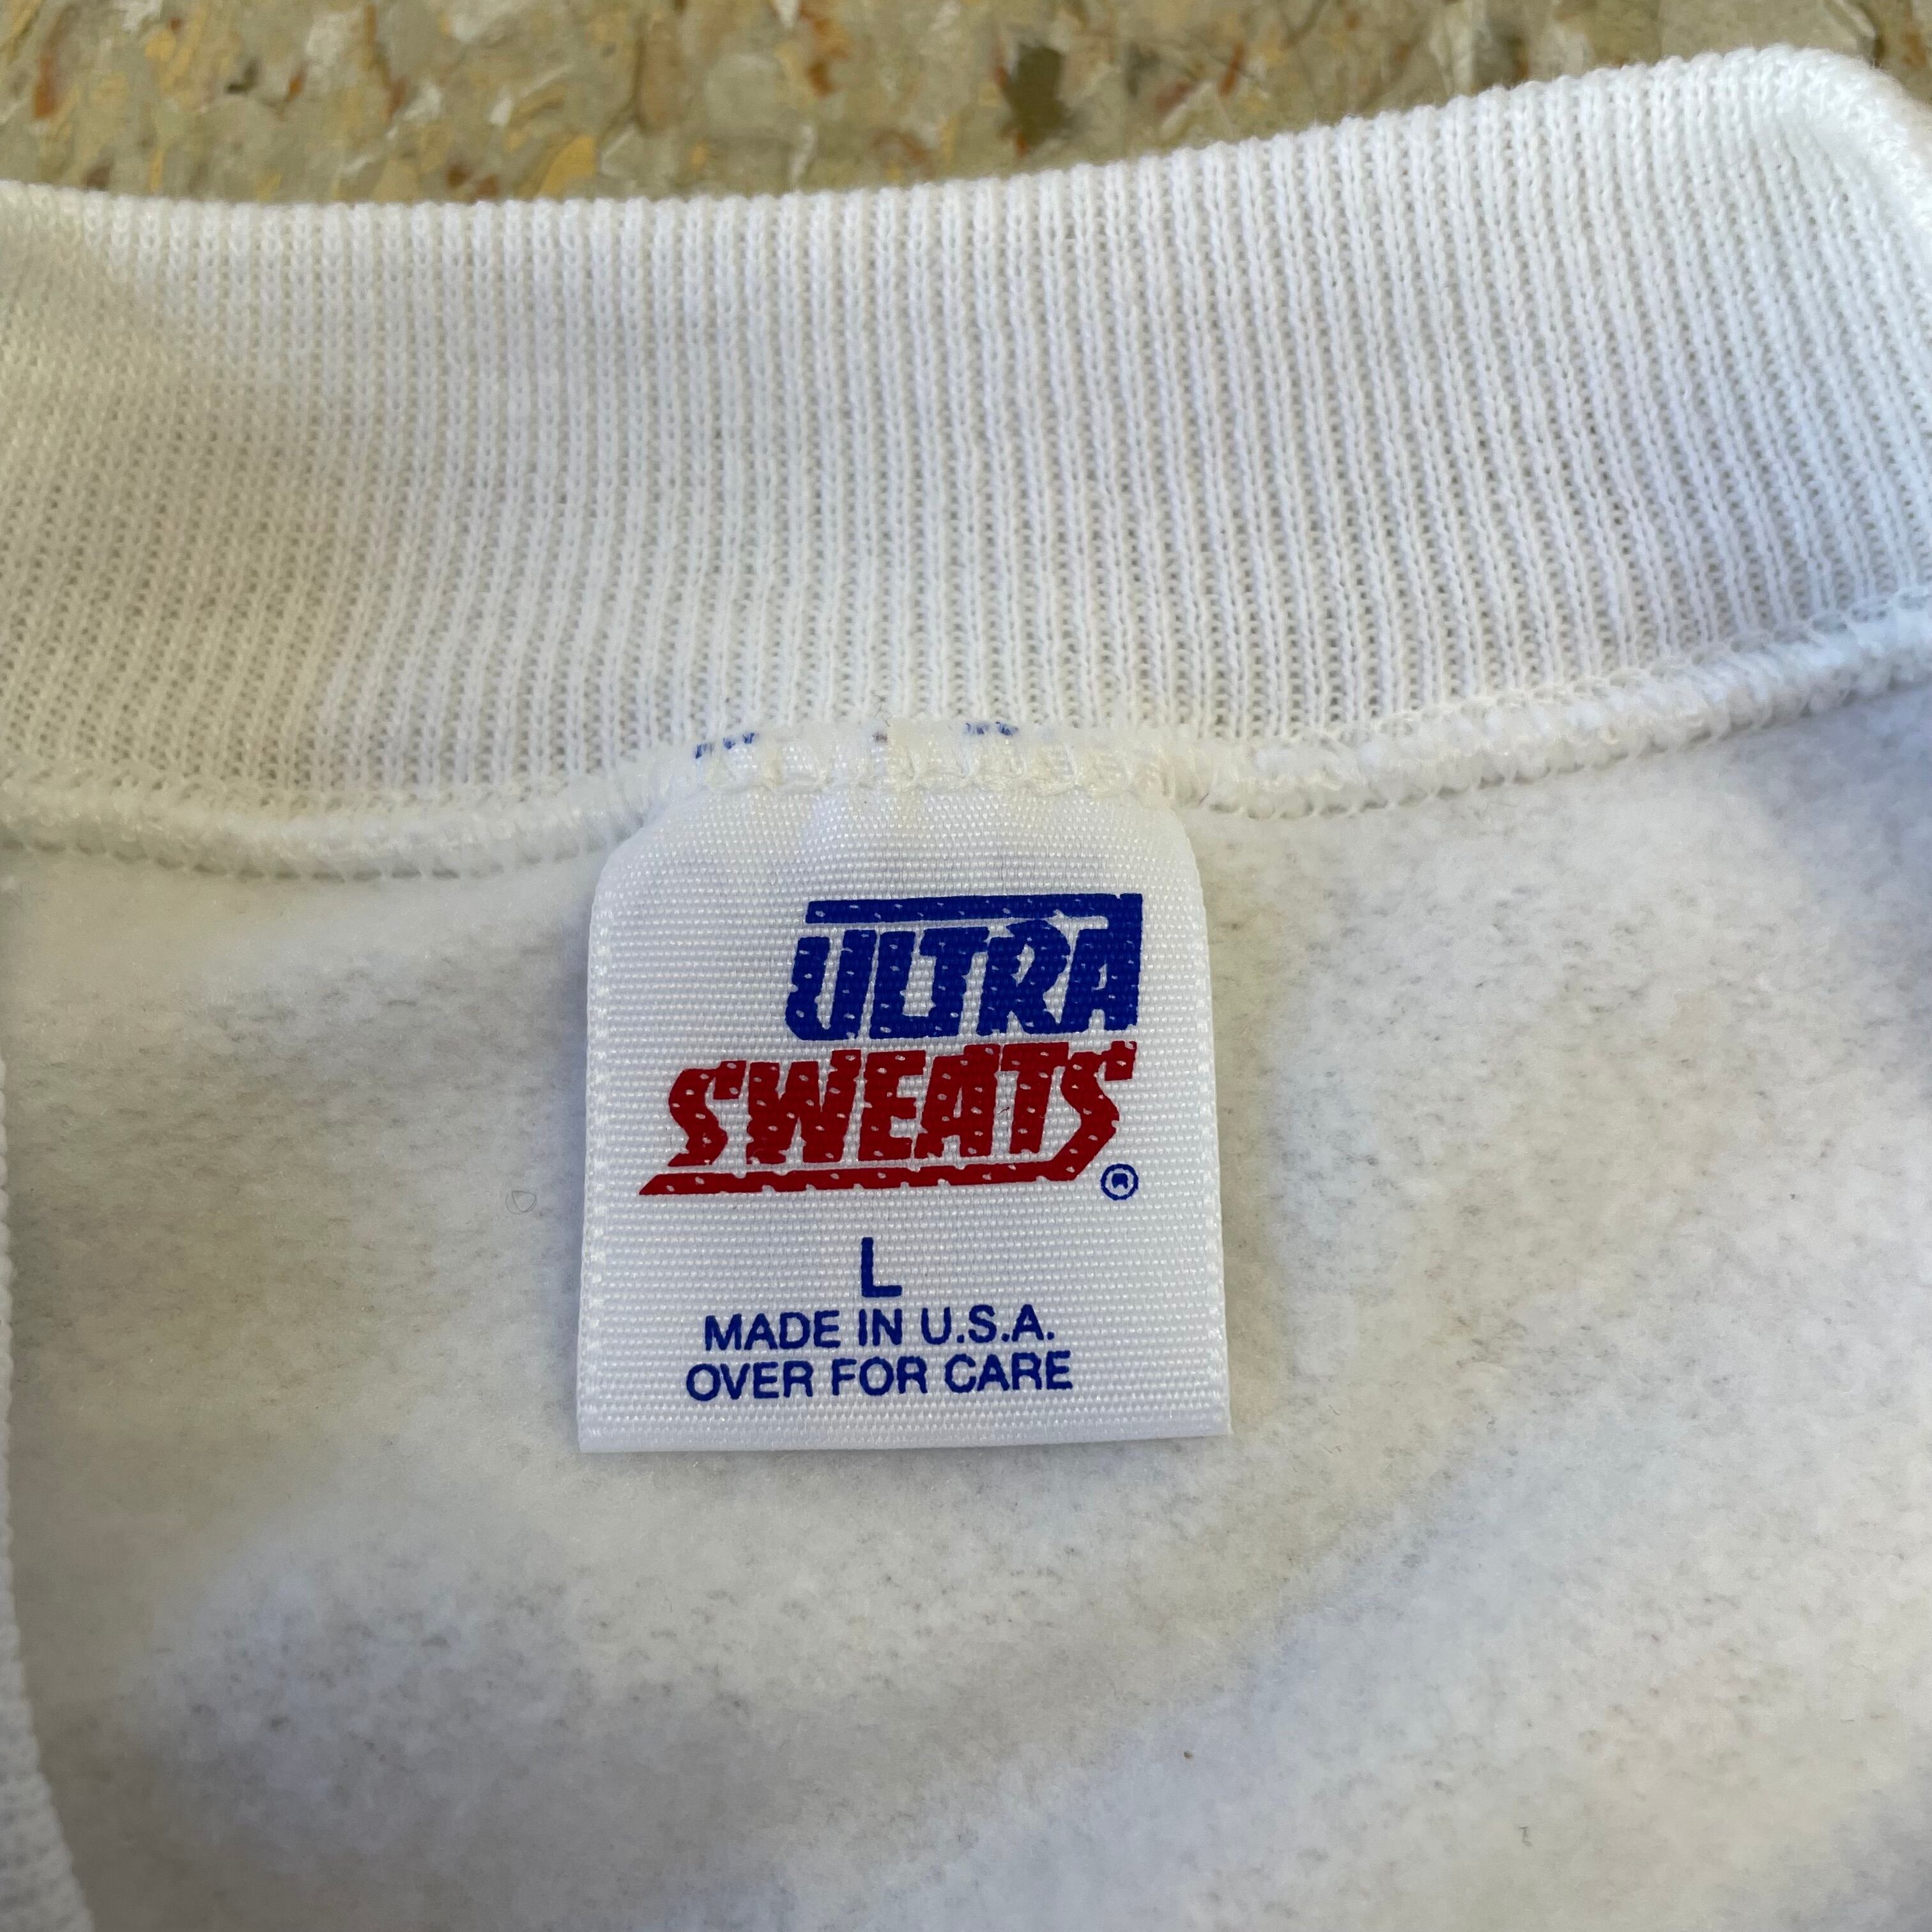 ULTRA
SWEATS
®
L
MADE IN U.S.A.
OVER FOR CARE